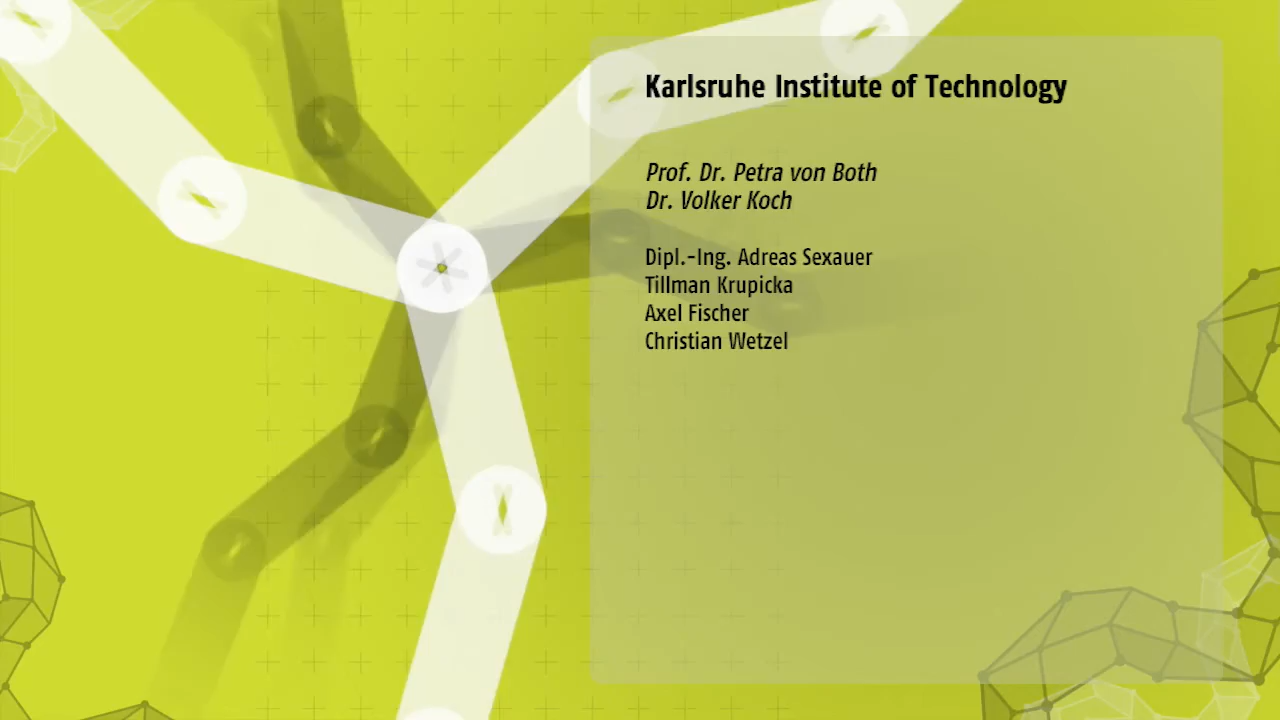 Karlsruhe Institute of Technology
Prof. Dr. Petra von Both
Dr. Volker Koch
Dipl.-Ing. Adreas Sexauer
Tillman Krupicka
Axel Fischer
Christian Wetzel